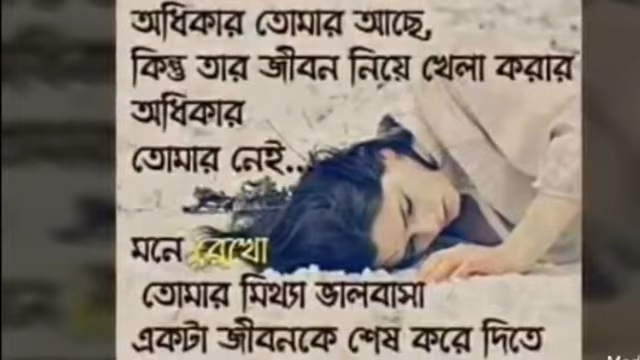 অধিকার তোমার আছে,
কিন্তু তার জীবন নিয়ে খেলা করার
অধিকার
তোমার নেই...
মনে রেখো
তোমার মিথ্যা ভালবাসা
একটা জীবনকে শেষ করে দিতে